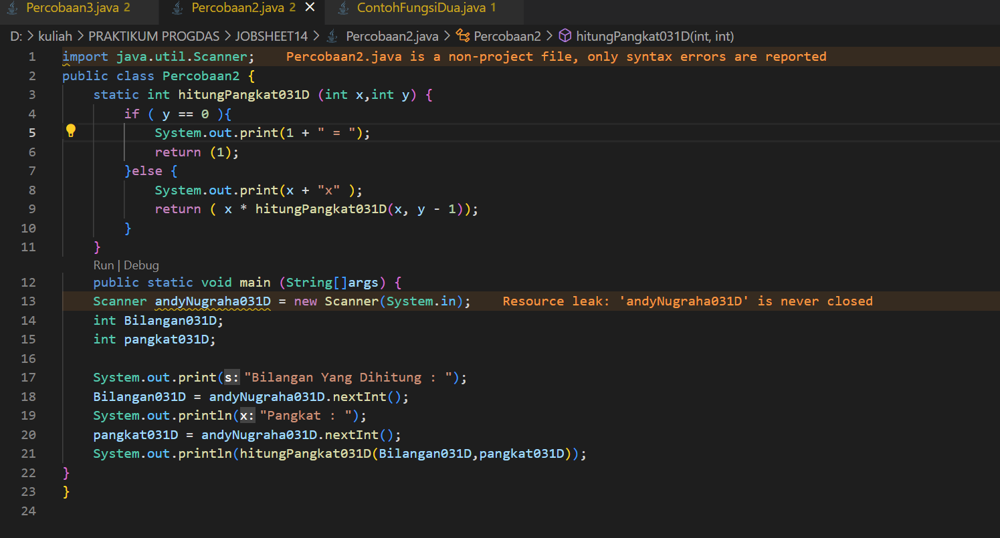 Percobaan3.java 2 Percobaan2.java 2 ContohFungsiDua.java 1
D: > kuliah > PRAKTIKUM PROGDAS > JOBSHEET14 > Percobaan2.java > Percobaan2 > hitungPangkat031D(int, int)
1 import java.util.Scanner; Percobaan2.java is a non-project file, only syntax errors are reported
2 public class Percobaan2 {
3 static int hitungPangkat031D (int x,int y) {
4 if ( y == 0 ){
5 System.out.print(1 + " = ");
6 return (1);
7 }else {
8 System.out.print(x + "x" );
9 return ( x * hitungPangkat031D(x, y - 1));
10 }
11 }
Run | Debug
12 public static void main (String[]args) {
13 Scanner andyNugraha031D = new Scanner(System.in); Resource leak: 'andyNugraha031D' is never closed
14 int Bilangan031D;
15 int pangkat031D;
16
17 System.out.print(s: "Bilangan Yang Dihitung : ");
18 Bilangan031D = andyNugraha031D.nextInt();
19 System.out.println(x: "Pangkat : ");
20 pangkat031D = andyNugraha031D.nextInt();
21 System.out.println(hitungPangkat031D(Bilangan031D,pangkat031D));
22 }
23 }
24